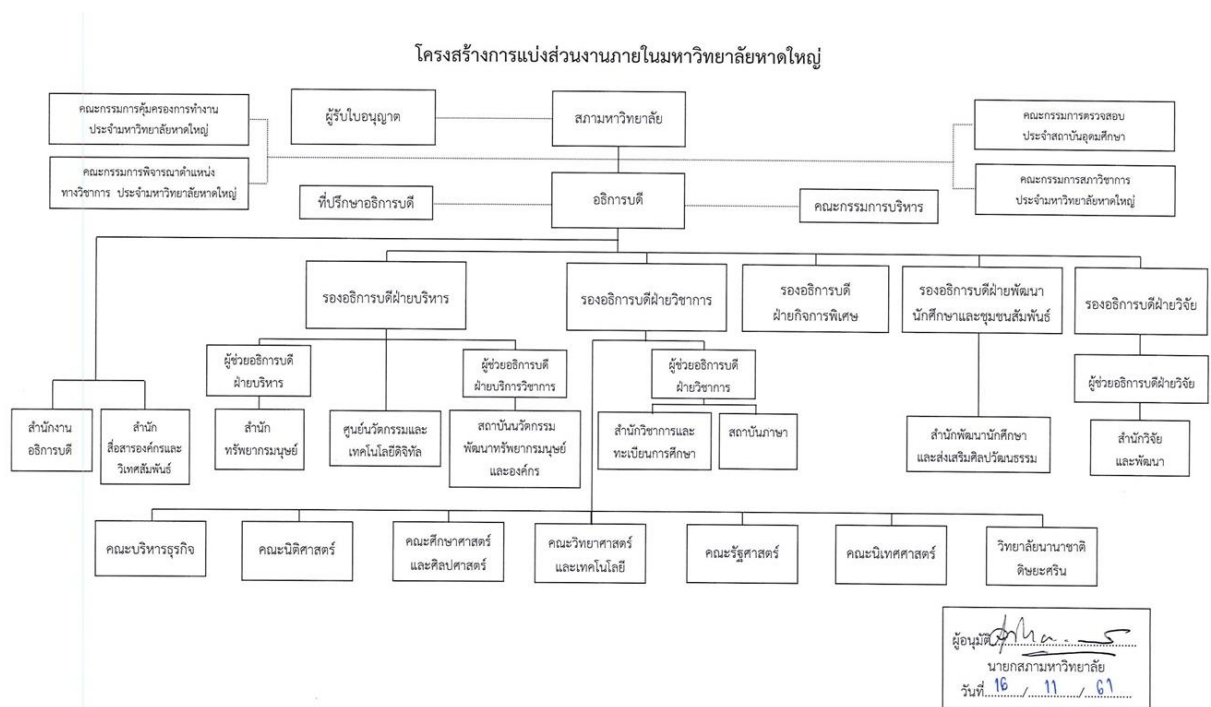 โครงสร้างการแบ่งส่วนงานภายในมหาวิทยาลัยหาดใหญ่
คณะกรรมการคุ้มครองการทำงาน
ประจำมหาวิทยาลัยหาดใหญ่
ผู้รับใบอนุญาต
สภามหาวิทยาลัย
คณะกรรมการตรวจสอบ
ประจำสถาบันอุดมศึกษา
คณะกรรมการพิจารณาตำแหน่ง
ทางวิชาการ ประจำมหาวิทยาลัยหาดใหญ่
ที่ปรึกษาอธิการบดี
อธิการบดี
คณะกรรมการบริหาร
คณะกรรมการสภาวิชาการ
ประจำมหาวิทยาลัยหาดใหญ่
รองอธิการบดีฝ่ายบริหาร
รองอธิการบดีฝ่ายวิชาการ
รองอธิการบดี
ฝ่ายกิจการพิเศษ
รองอธิการบดีฝ่ายพัฒนา
นักศึกษาและชุมชนสัมพันธ์
รองอธิการบดีฝ่ายวิจัย
ผู้ช่วยอธิการบดี
ฝ่ายบริหาร
ผู้ช่วยอธิการบดี
ฝ่ายบริการวิชาการ
ผู้ช่วยอธิการบดี
ฝ่ายวิชาการ
ผู้ช่วยอธิการบดีฝ่ายวิจัย
สำนักงาน
อธิการบดี
สำนัก
สื่อสารองค์กรและ
วิเทศสัมพันธ์
สำนัก
ทรัพยากรมนุษย์
ศูนย์นวัตกรรมและ
เทคโนโลยีดิจิทัล
สถาบันนวัตกรรม
พัฒนาทรัพยากรมนุษย์
และองค์กร
สำนักวิชาการและ
ทะเบียนการศึกษา
สถาบันภาษา
สำนักพัฒนานักศึกษา
และส่งเสริมศิลปวัฒนธรรม
สำนักวิจัย
และพัฒนา
คณะบริหารธุรกิจ
คณะนิติศาสตร์
คณะศึกษาศาสตร์
และศิลปศาสตร์
คณะวิทยาศาสตร์
และเทคโนโลยี
คณะรัฐศาสตร์
คณะนิเทศศาสตร์
วิทยาลัยนานาชาติ
ดิษยะศริน
ผู้อนุมัติ
นายกสภามหาวิทยาลัย
วันที่ 16 / 11 / 61